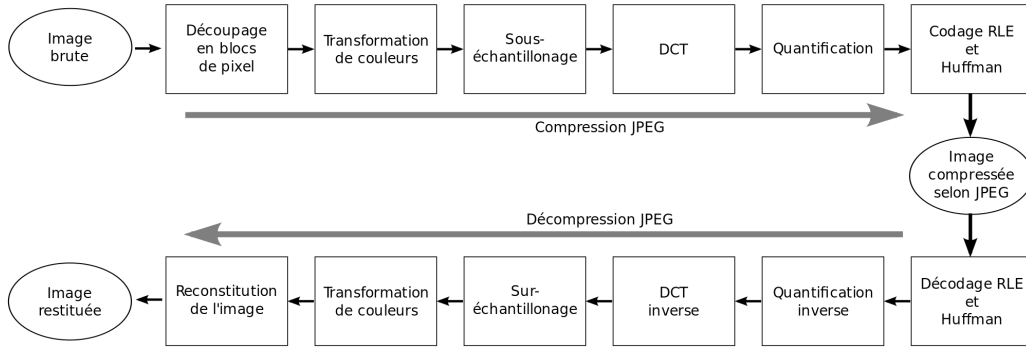 Image
brute
Découpage
en blocs
de pixel
Transformation
de couleurs
Sous-
échantillonage
DCT
Quantification
Codage RLE
et
Huffman
Compression JPEG
Image
compressée
selon JPEG
Décompression JPEG
Décodage RLE
et
Huffman
Quantification
inverse
DCT
inverse
Sur-
échantillonage
Transformation
de couleurs
Reconstitution
de l'image
Image
restituée